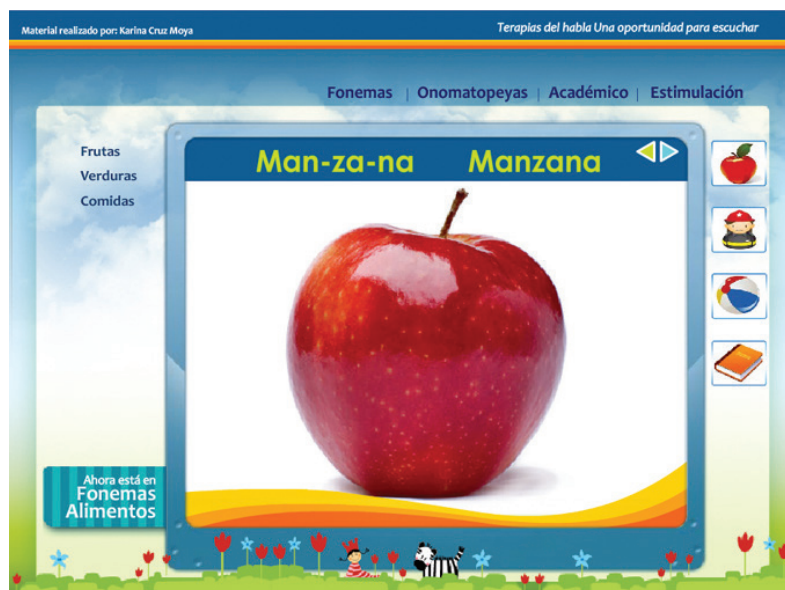 Material realizado por: Karina Cruz Moya
Terapias del habla Una oportunidad para escuchar
Fonemas | Onomatopeyas | Académico | Estimulación
Frutas
Verduras
Comidas
Man-za-na Manzana
Ahora está en
Fonemas
Alimentos